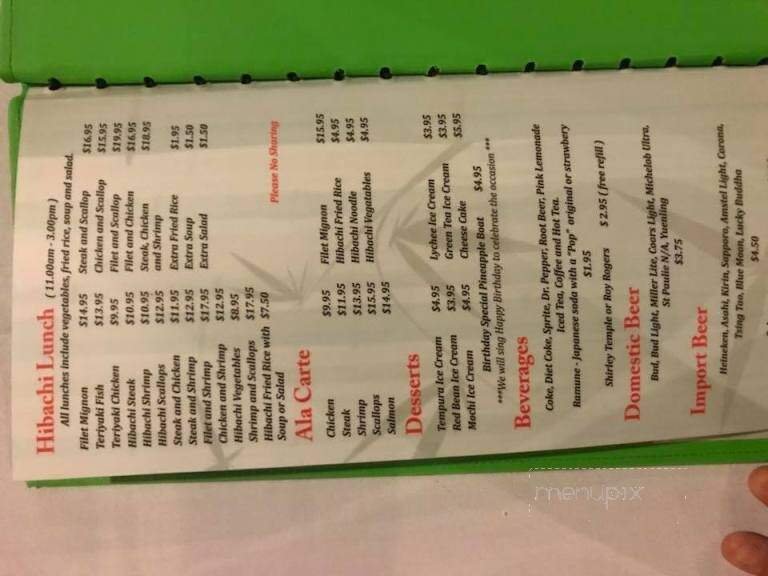 Hibachi Lunch ( 11.00am - 3.00pm )
All lunches include vegetables, fried rice, soup and salad.
Filet Mignon $14.95 Steak and Scallop $16.95
Teriyaki Fish $13.95 Chicken and Scallop $15.95
Teriyaki Chicken $9.95 Filet and Scallop $19.95
Hibachi Steak $10.95 Filet and Chicken $16.95
Hibachi Shrimp $10.95 Steak, Chicken $18.95
Hibachi Scallops $12.95 and Shrimp
Steak and Chicken $11.95 Extra Fried Rice $1.95
Steak and Shrimp $12.95 Extra Soup $1.50
Filet and Shrimp $17.95 Extra Salad $1.50
Chicken and Shrimp $12.95
Hibachi Vegetables $8.95
Shrimp and Scallops $17.95
Hibachi Fried Rice with $7.50
Soup or Salad
Please No Sharing
Ala Carte
Chicken $9.95 Filet Mignon $15.95
Steak $11.95 Hibachi Fried Rice $4.95
Shrimp $13.95 Hibachi Noodle $4.95
Scallops $15.95 Hibachi Vegatables $4.95
Salmon $14.95
Desserts
Tempura Ice Cream $4.95 Lychee Ice Cream $3.95
Red Bean Ice Cream $3.95 Green Tea Ice Cream $3.95
Mochi Ice Cream $4.95 Cheese Cake $5.95
Birthday Special Pineapple Boat $4.95
***We will sing Happy Birthday to celebrate the occasion ***
Beverages
Coke, Diet Coke, Sprite, Dr. Pepper, Root Beer, Pink Lemonade
Iced Tea, Coffee and Hot Tea.
Ramune - Japanese soda with a "Pop" original or strawbery
$1.95
Shirley Temple or Roy Rogers $2.95 ( free refill )
Domestic Beer
Bud, Bud Light, Miller Lite, Coors Light, Michelob Ultra,
St Paulie N/A, Yuenling
$3.75
Import Beer
Heineken, Asahi, Kirin, Sapporo, Amstel Light, Corona,
Tsing Tao, Blue Moon, Lucky Buddha
$4.50
menupix